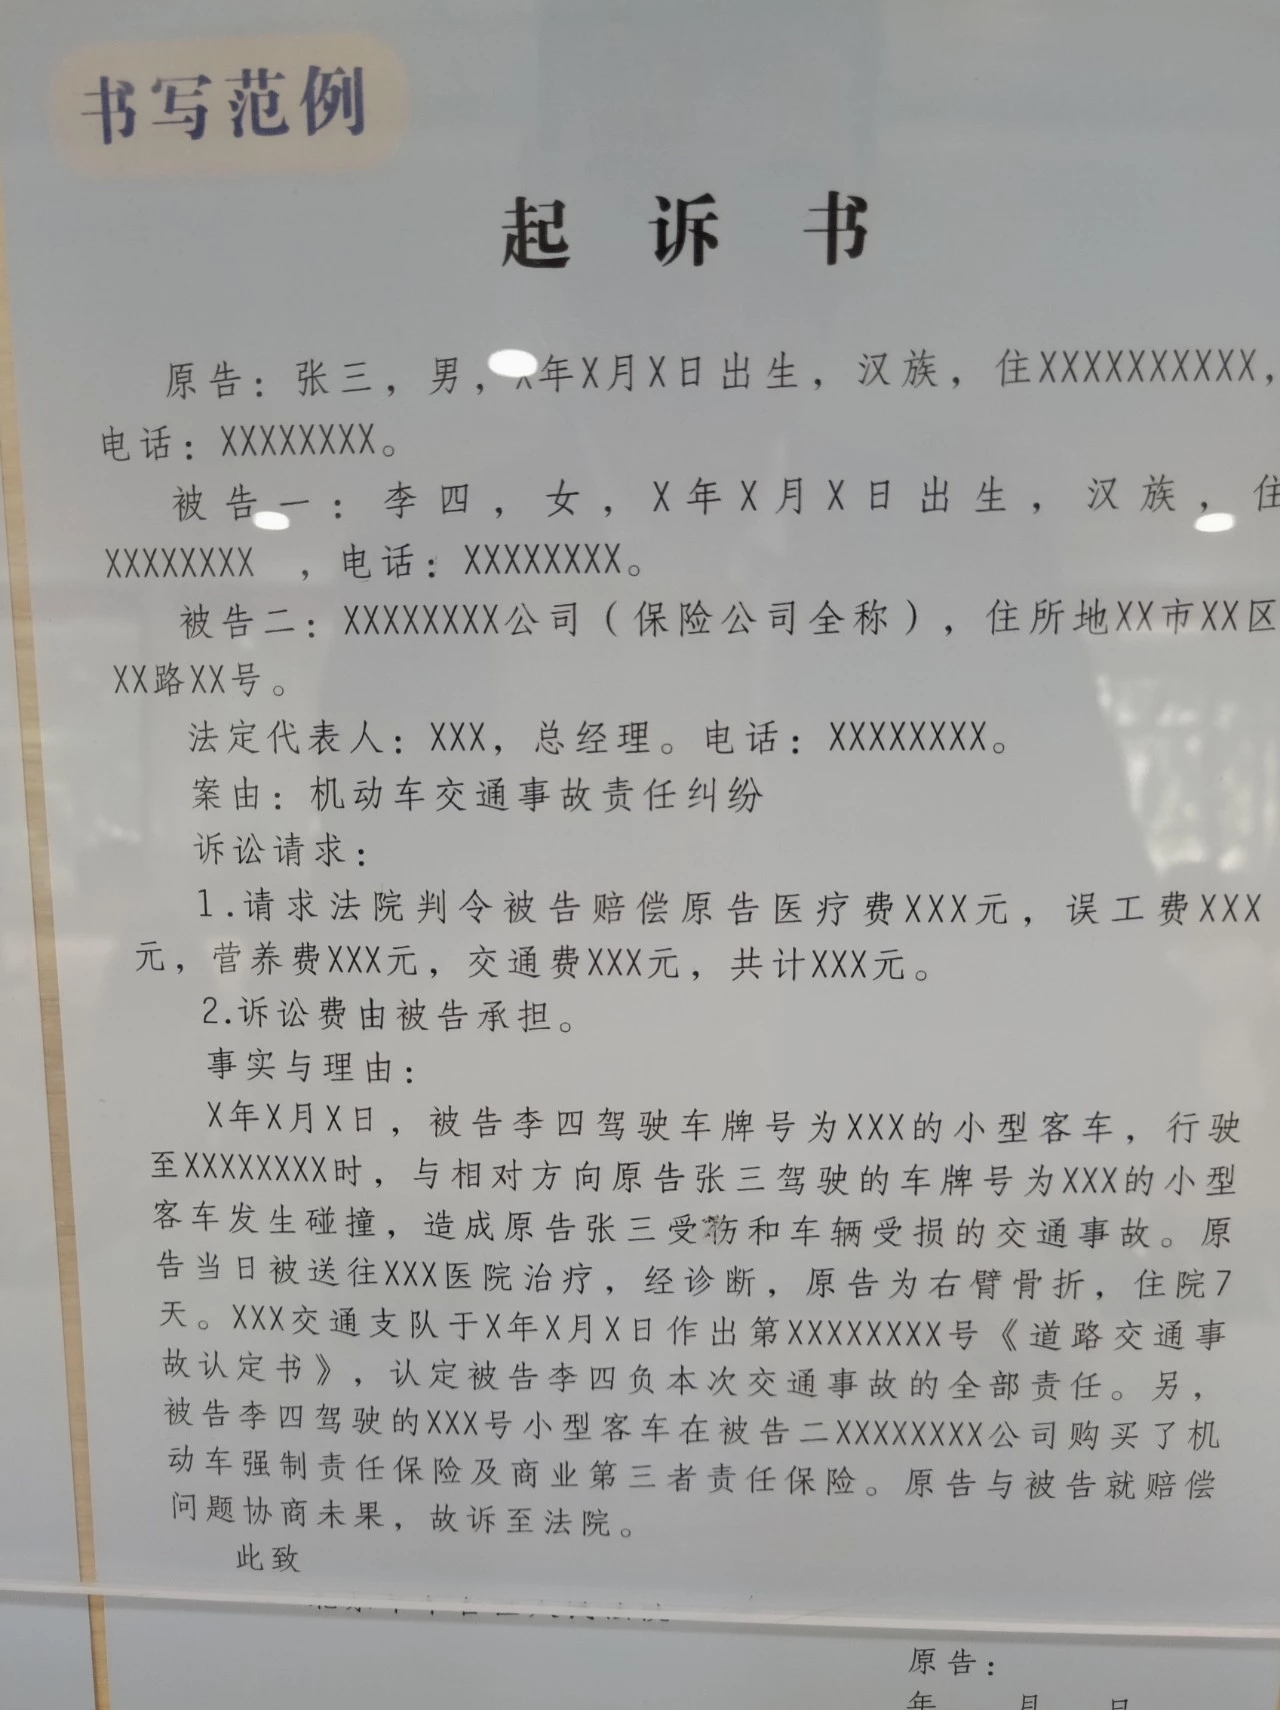 书写范例
起诉书
原告：张三，男，X年X月X日出生，汉族，住XXXXXXXXXX，
电话：XXXXXXXX。
被告一：李四，女，X年X月X日出生，汉族，住
XXXXXXXX ，电话：XXXXXXXX。
被告二：XXXXXXXX公司（保险公司全称），住所地XX市XX区
XX路XX号。
法定代表人：XXX，总经理。电话：XXXXXXXX。
案由：机动车交通事故责任纠纷
诉讼请求：
1.请求法院判令被告赔偿原告医疗费XXX元，误工费XXX
元，营养费XXX元，交通费XXX元，共计XXX元。
2.诉讼费由被告承担。
事实与理由：
X年X月X日，被告李四驾驶车牌号为XXX的小型客车，行驶
至XXXXXXXX时，与相对方向原告张三驾驶的车牌号为XXX的小型
客车发生碰撞，造成原告张三受伤和车辆受损的交通事故。原
告当日被送往XXX医院治疗，经诊断，原告为右臂骨折，住院7
天。XXX交通支队于X年X月X日作出第XXXXXXXX号《道路交通事
故认定书》，认定被告李四负本次交通事故的全部责任。另，
被告李四驾驶的XXX号小型客车在被告二XXXXXXXX公司购买了机
动车强制责任保险及商业第三者责任保险。原告与被告就赔偿
问题协商未果，故诉至法院。
此致
原告：
年 月 日